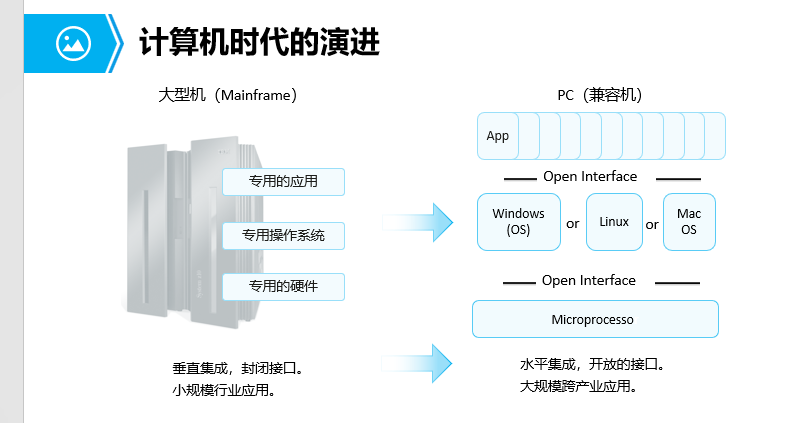 计算机时代的演进
大型机（Mainframe）
专用的应用
专用操作系统
专用的硬件
垂直集成，封闭接口。
小规模行业应用。
PC（兼容机）
App
Open Interface
Windows
(OS)
or
Linux
or
Mac
OS
Open Interface
Microprocesso
水平集成，开放的接口。
大规模跨产业应用。